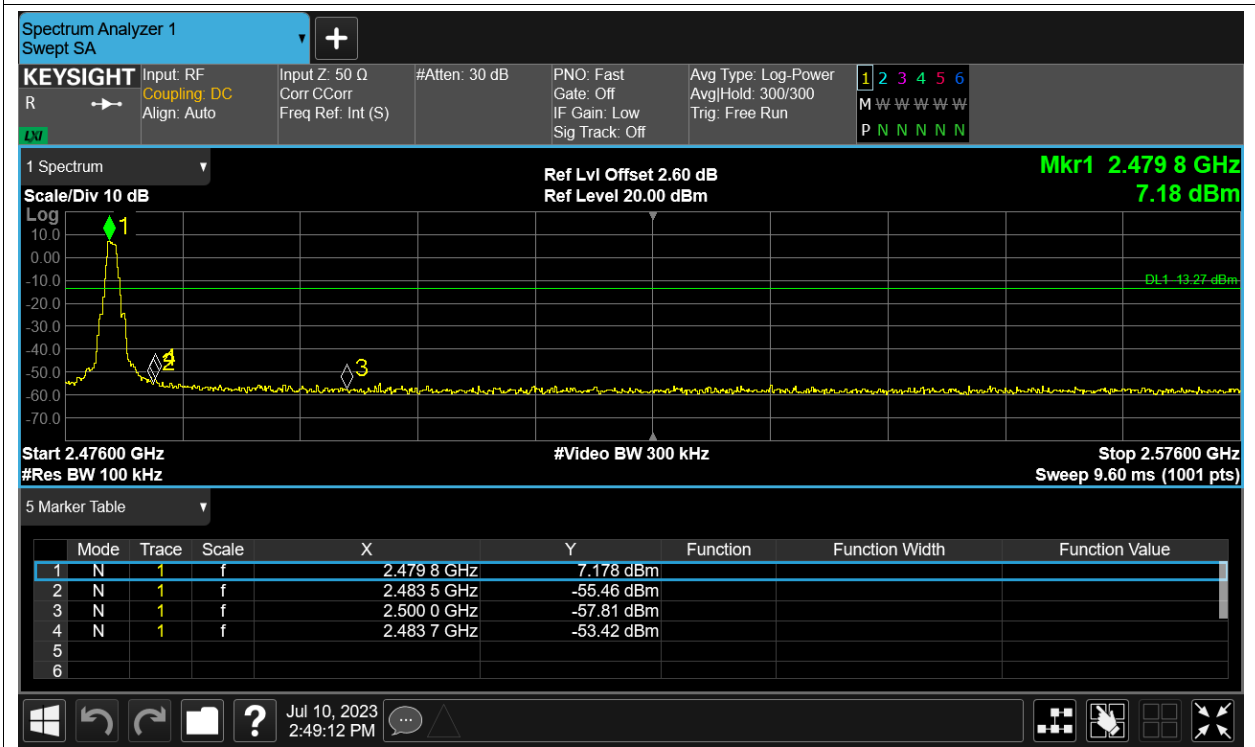 Spectrum Analyzer 1
Swept SA
KEYSIGHT
R
LXI
Input: RF
Coupling: DC
Align: Auto
Input Z: 50 Ω
Corr CCorr
Freq Ref: Int (S)
#Atten: 30 dB
PNO: Fast
Gate: Off
IF Gain: Low
Sig Track: Off
Avg Type: Log-Power
Avg|Hold: 300/300
Trig: Free Run
1 2 3 4 5 6
M W W W W W
P N N N N N
1 Spectrum
Scale/Div 10 dB
Ref Lvl Offset 2.60 dB
Ref Level 20.00 dBm
Mkr1 2.479 8 GHz
7.18 dBm
Log
10.0
0.00
-10.0
-20.0
-30.0
-40.0
-50.0
-60.0
-70.0
1
2
3
4
DL1 -13.27 dBm
Start 2.47600 GHz
#Res BW 100 kHz
#Video BW 300 kHz
Stop 2.57600 GHz
Sweep 9.60 ms (1001 pts)
5 Marker Table
Mode Trace Scale X Y Function Function Width Function Value
1 N 1 f 2.479 8 GHz 7.178 dBm
2 N 1 f 2.483 5 GHz -55.46 dBm
3 N 1 f 2.500 0 GHz -57.81 dBm
4 N 1 f 2.483 7 GHz -53.42 dBm
5
6
?
Jul 10, 2023
2:49:12 PM